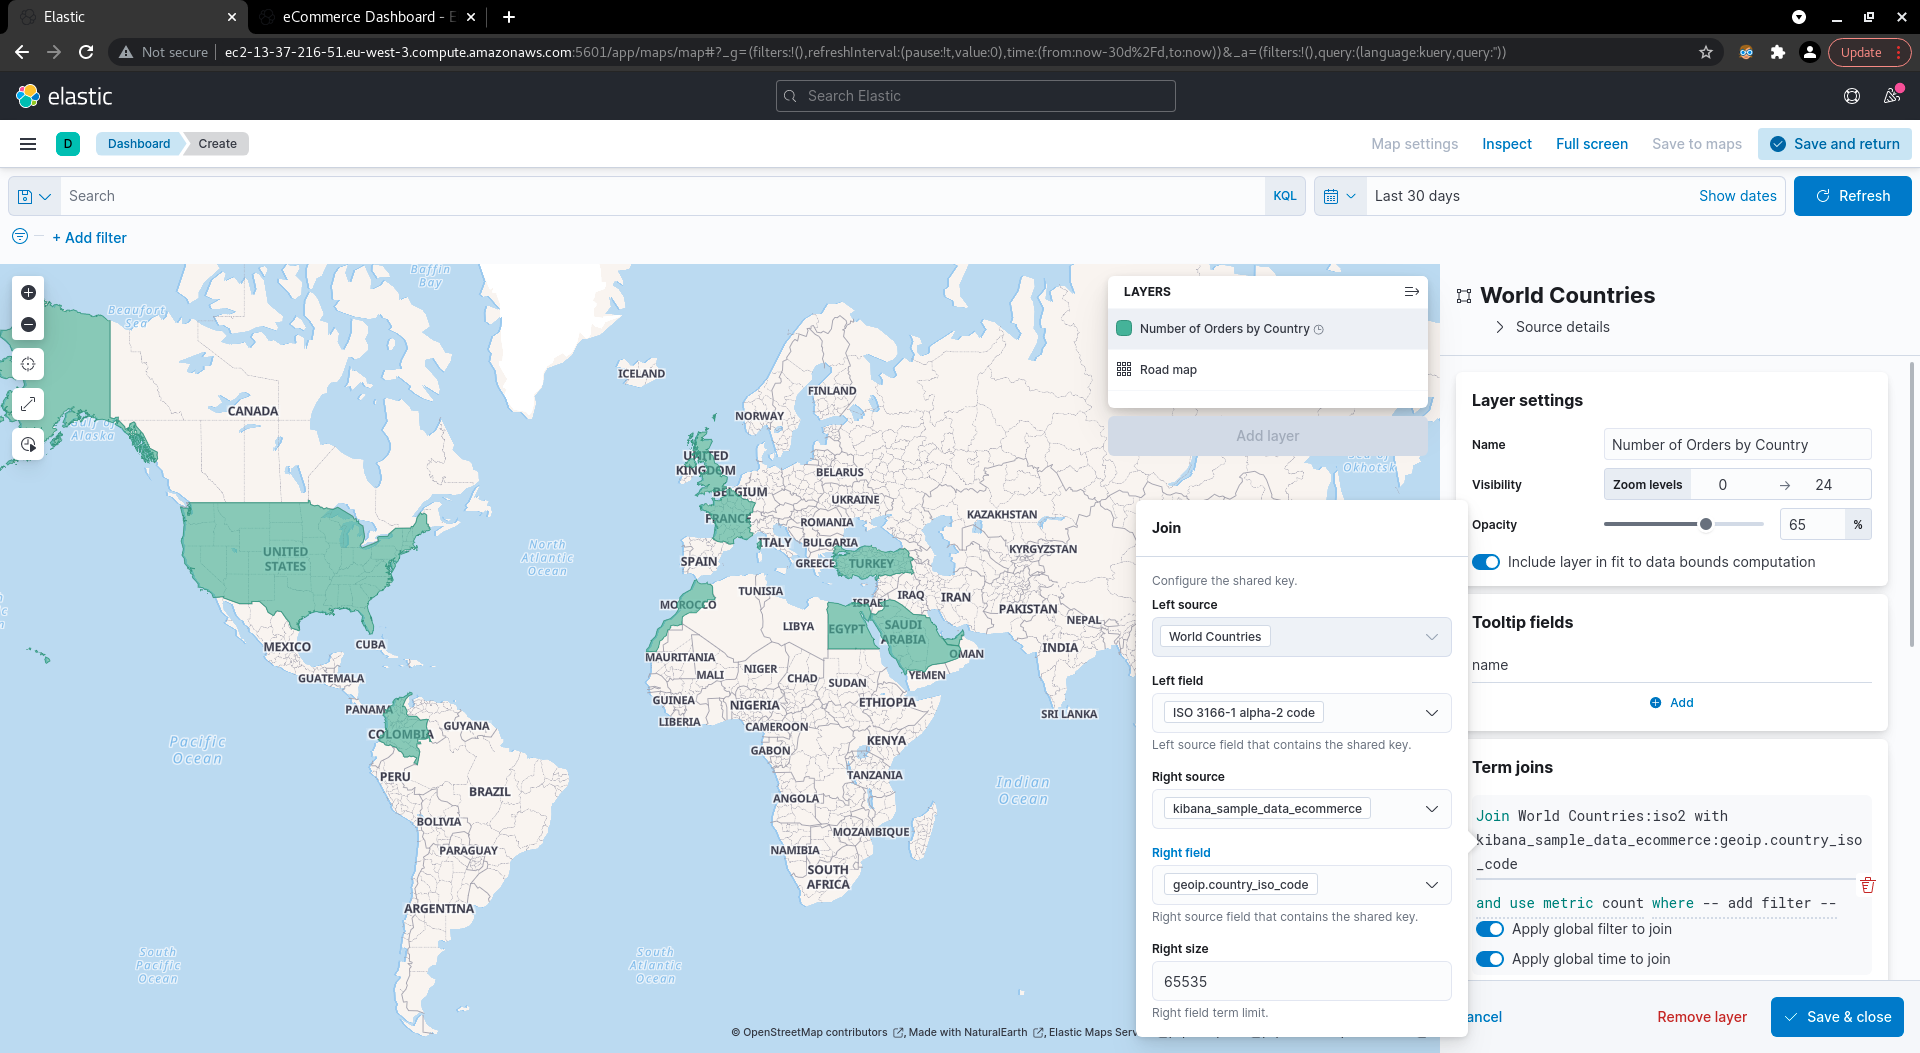 Elastic
eCommerce Dashboard - E
Not secure
ec2-13-37-216-51.eu-west-3.compute.amazonaws.com:5601/app/maps/map#?_g=(filters:!(),refreshInterval:(pause:!t,value:0),time:(from:now-30d%2Fd,to:now))&_a=(filters:!(),query:(language:kuery,query:''))
Update
elastic
Search Elastic
D
Dashboard
Create
Map settings
Inspect
Full screen
Save to maps
Save and return
Search
KQL
Last 30 days
Show dates
Refresh
+ Add filter
Baffin
Bay
Beaufort
Sea
Gulf of
Alaska
CANADA
UNITED
STATES
MEXICO
CUBA
GUATEMALA
PANAMA
GUYANA
COLOMBIA
PERU
BRAZIL
BOLIVIA
PARAGUAY
ARGENTINA
Pacific
Ocean
South
Pacific
Ocean
North
Atlantic
Ocean
South
Atlantic
Ocean
Indian
Ocean
ICELAND
NORWAY
FINLAND
UNITED
KINGDOM
BELGIUM
BELARUS
UKRAINE
FRANCE
ROMANIA
ITALY
BULGARIA
SPAIN
GREECE
TURKEY
KAZAKHSTAN
KYRGYZSTAN
TUNISIA
MOROCCO
ISRAEL
IRAQ
IRAN
PAKISTAN
NEPAL
LIBYA
EGYPT
SAUDI
ARABIA
OMAN
INDIA
MAURITANIA
MALI
NIGER
CHAD
SUDAN
YEMEN
GUINEA
NIGERIA
ETHIOPIA
LIBERIA
CAMEROON
SRI LANKA
GABON
KENYA
TANZANIA
ANGOLA
MOZAMBIQUE
NAMIBIA
SOUTH
AFRICA
Sea of
Okhotsk
© OpenStreetMap contributors , Made with NaturalEarth , Elastic Maps Serv
LAYERS
Number of Orders by Country
Road map
Add layer
Join
Configure the shared key.
Left source
World Countries
Left field
ISO 3166-1 alpha-2 code
Left source field that contains the shared key.
Right source
kibana_sample_data_ecommerce
Right field
geoip.country_iso_code
Right source field that contains the shared key.
Right size
65535
Right field term limit.
World Countries
Source details
Layer settings
Name
Number of Orders by Country
Visibility
Zoom levels
0
→
24
Opacity
65
%
Include layer in fit to data bounds computation
Tooltip fields
name
Add
Term joins
Join World Countries:iso2 with
kibana_sample_data_ecommerce:geoip.country_iso
_code
and use metric count where -- add filter --
Apply global filter to join
Apply global time to join
ancel
Remove layer
Save & close